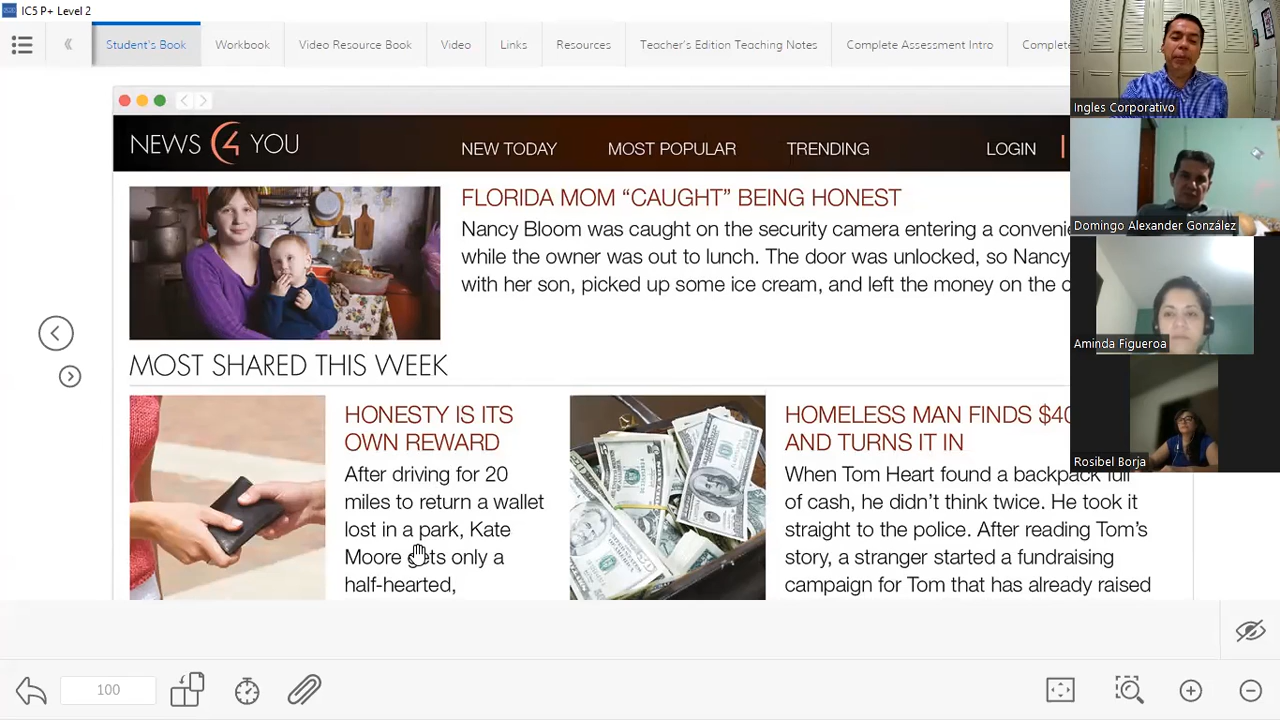 IC5 P+ Level 2
Student's Book
Workbook
Video Resource Book
Video
Links
Resources
Teacher's Edition Teaching Notes
Complete Assessment Intro
Complete
NEWS 4 YOU
NEW TODAY
MOST POPULAR
TRENDING
LOGIN
FLORIDA MOM “CAUGHT” BEING HONEST
Nancy Bloom was caught on the security camera entering a
while the owner was out to lunch. The door was unlocked, so Nancy
with her son, picked up some ice cream, and left the money on the
MOST SHARED THIS WEEK
HONESTY IS ITS
OWN REWARD
After driving for 20
miles to return a wallet
lost in a park, Kate
Moore gets only a
half-hearted,
HOMELESS MAN FINDS
AND TURNS IT IN
When Tom Heart found a backpack full
of cash, he didn’t think twice. He took it
straight to the police. After reading Tom’s
story, a stranger started a fundraising
campaign for Tom that has already raised
Ingles Corporativo
Domingo Alexander González
Aminda Figueroa
Rosibel Borja
100